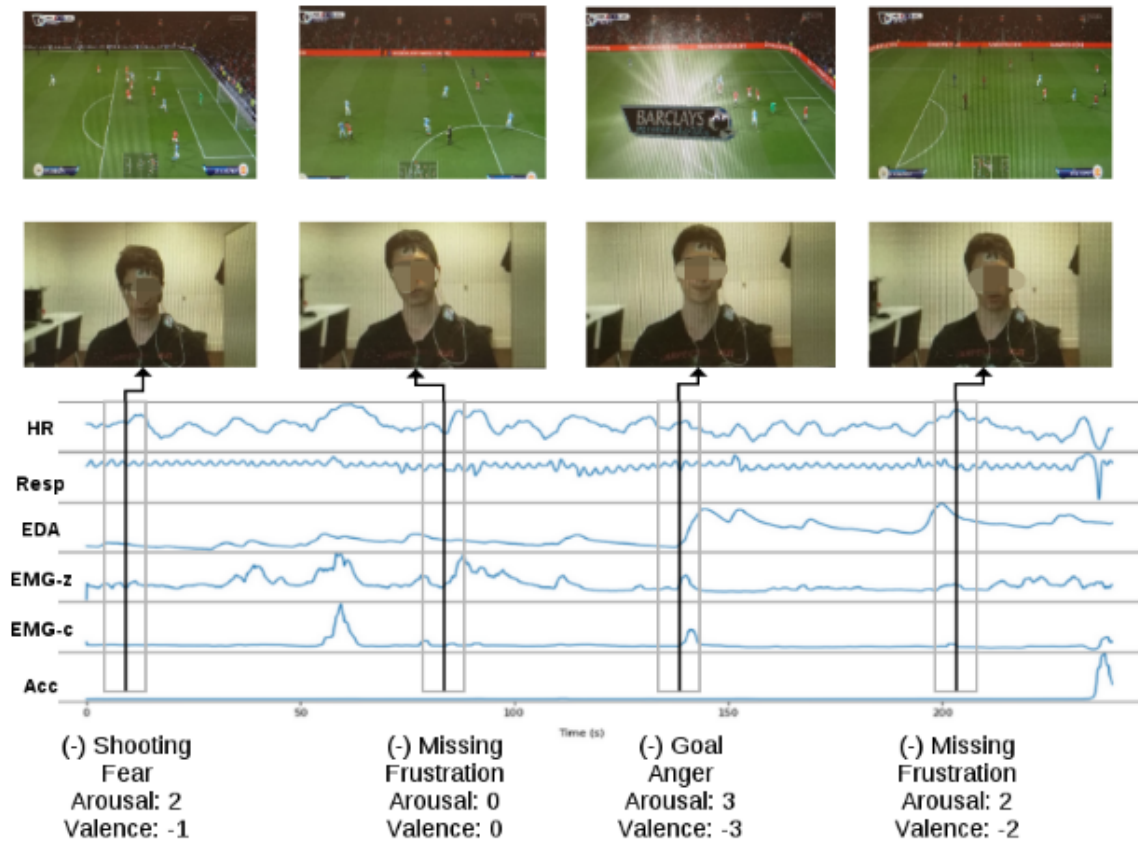 BARCLAYS
HR
Resp
EDA
EMG-z
EMG-c
Acc
0 50 100 150 200
Time (s)
(-) Shooting
Fear
Arousal: 2
Valence: -1
(-) Missing
Frustration
Arousal: 0
Valence: 0
(-) Goal
Anger
Arousal: 3
Valence: -3
(-) Missing
Frustration
Arousal: 2
Valence: -2